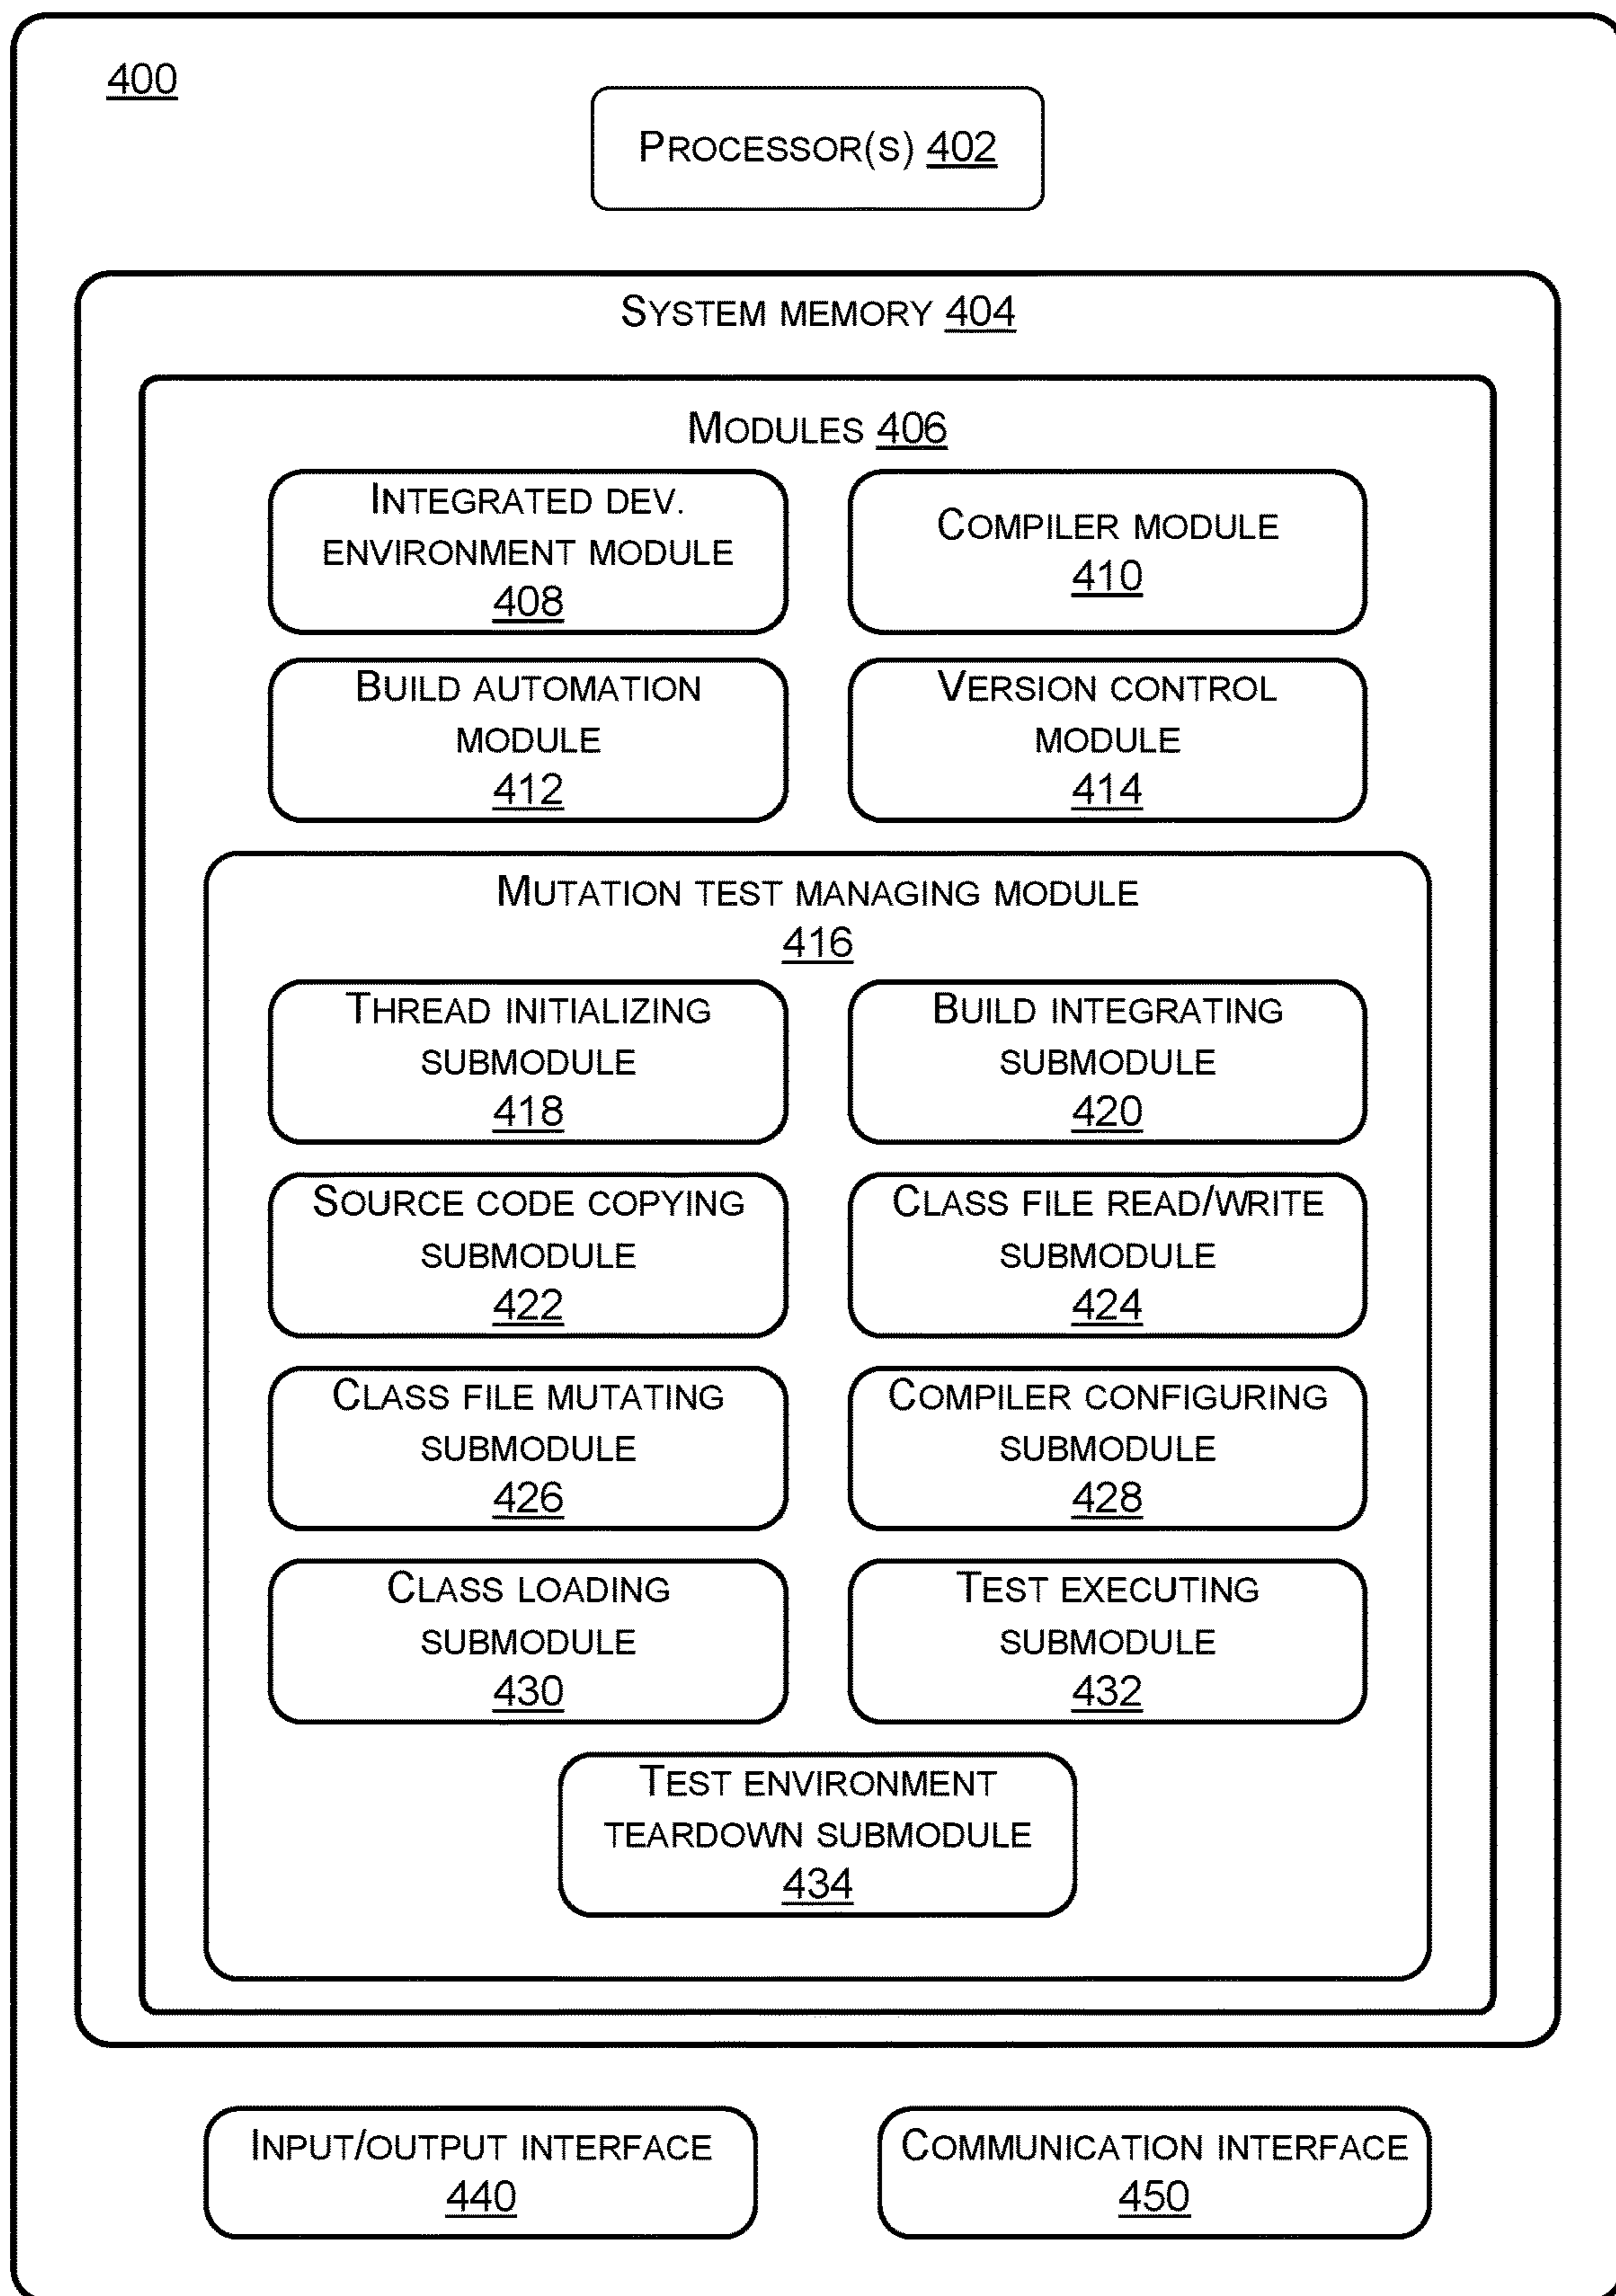 400
PROCESSOR(S) 402
SYSTEM MEMORY 404
MODULES 406
INTEGRATED DEV.
ENVIRONMENT MODULE
408
COMPILER MODULE
410
BUILD AUTOMATION
MODULE
412
VERSION CONTROL
MODULE
414
MUTATION TEST MANAGING MODULE
416
THREAD INITIALIZING
SUBMODULE
418
BUILD INTEGRATING
SUBMODULE
420
SOURCE CODE COPYING
SUBMODULE
422
CLASS FILE READ/WRITE
SUBMODULE
424
CLASS FILE MUTATING
SUBMODULE
426
COMPILER CONFIGURING
SUBMODULE
428
CLASS LOADING
SUBMODULE
430
TEST EXECUTING
SUBMODULE
432
TEST ENVIRONMENT
TEARDOWN SUBMODULE
434
INPUT/OUTPUT INTERFACE
440
COMMUNICATION INTERFACE
450